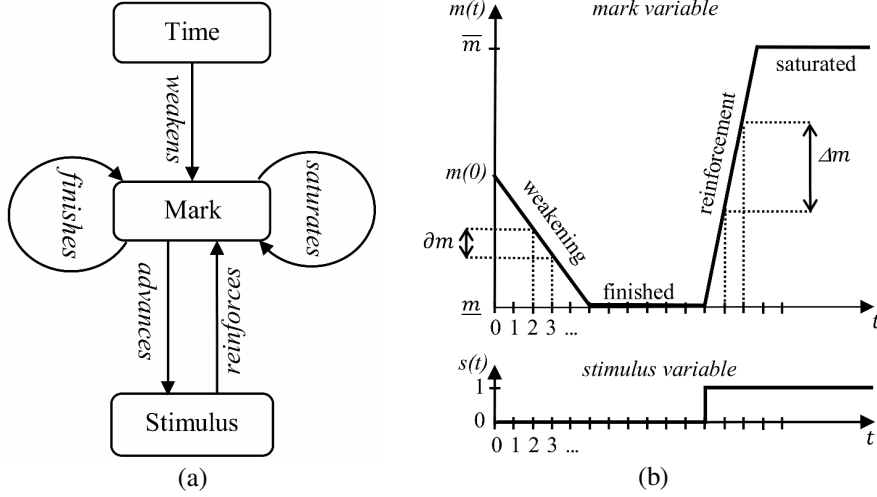 Time
weakens
finishes
saturates
Mark
advances
reinforces
Stimulus
(a)
m(t)
mark variable
m̅
saturated
reinforcement
Δm
m(0)
weakening
∂m
finished
m̲
0 1 2 3 ...
t
s(t)
stimulus variable
1
0
0 1 2 3 ...
t
(b)